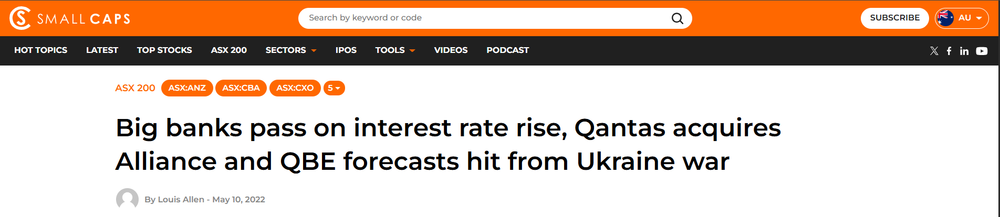 SMALL CAPS
Search by keyword or code
SUBSCRIBE
AU
HOT TOPICS LATEST TOP STOCKS ASX 200 SECTORS IPOS TOOLS VIDEOS PODCAST
ASX 200 ASX:ANZ ASX:CBA ASX:CXO 5
Big banks pass on interest rate rise, Qantas acquires
Alliance and QBE forecasts hit from Ukraine war
By Louis Allen - May 10, 2022